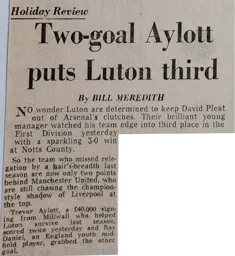 Holiday Review
Two-goal Aylott
puts Luton third
By BILL MEREDITH
NO wonder Luton are determined to keep David Pleat
out of Arsenal's clutches. Their brilliant young
manager watched his team edge into third place in the
First Division yesterday
with a sparkling 3-0 win
at Notts County.
So the team who missed rele-
gation by a hair's-breadth last
season are now only two points
behind Manchester United, who
are still chasing the champion-
style shadow of Liverpool at
the top.
Trevor Aylott, a £40,000 sign-
ing from Millwall who helped
Luton survive last season,
scored twice yesterday and Ray
Daniel, an England youth mid-
field player, grabbed the other
goal.